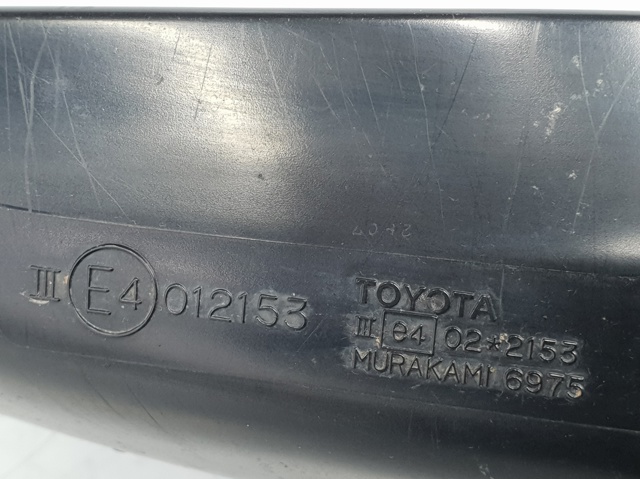 III E4 012153
TOYOTA
III e4 02*2153
MURAKAMI 6975